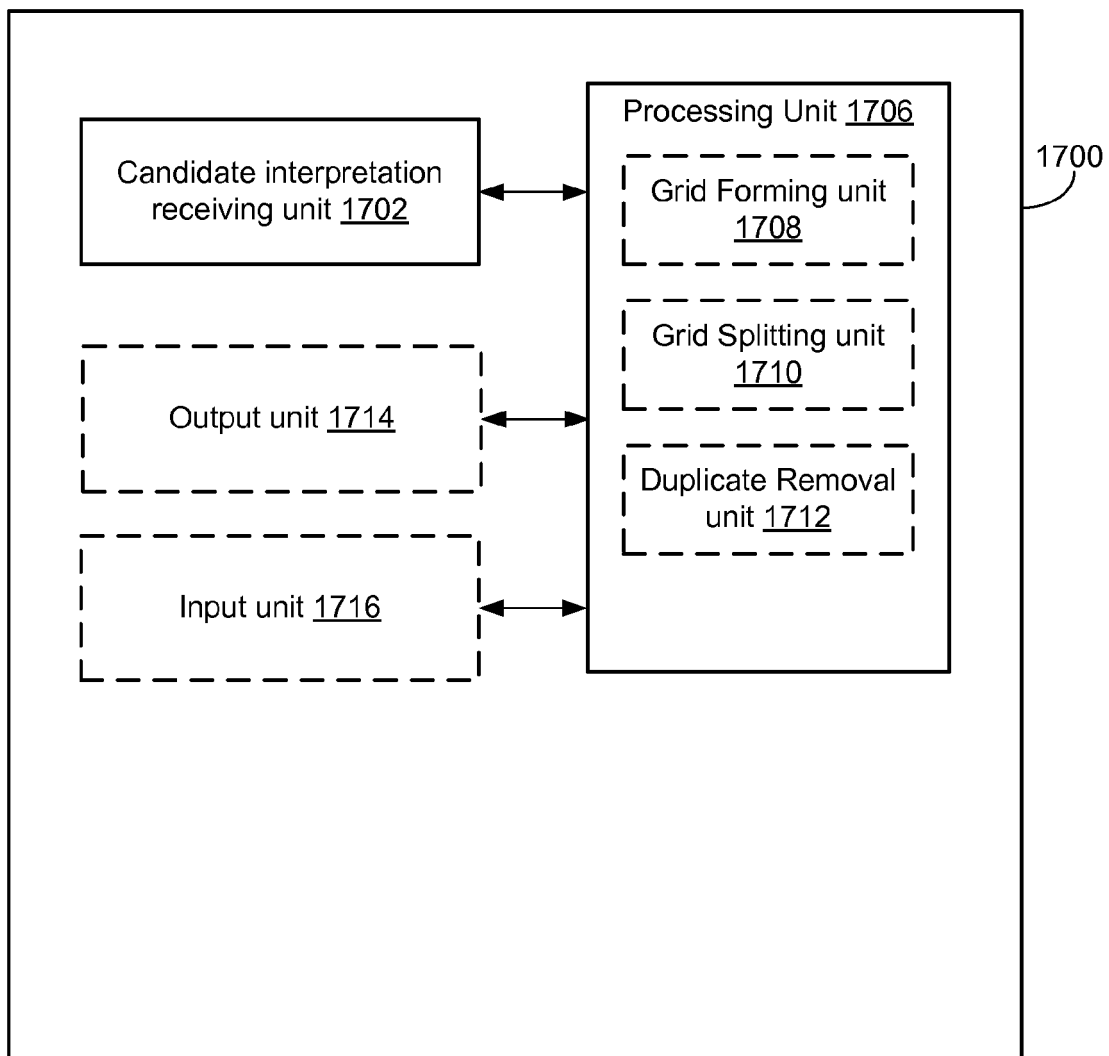 Candidate interpretation
receiving unit 1702
Output unit 1714
Input unit 1716
Processing Unit 1706
Grid Forming unit
1708
Grid Splitting unit
1710
Duplicate Removal
unit 1712
1700